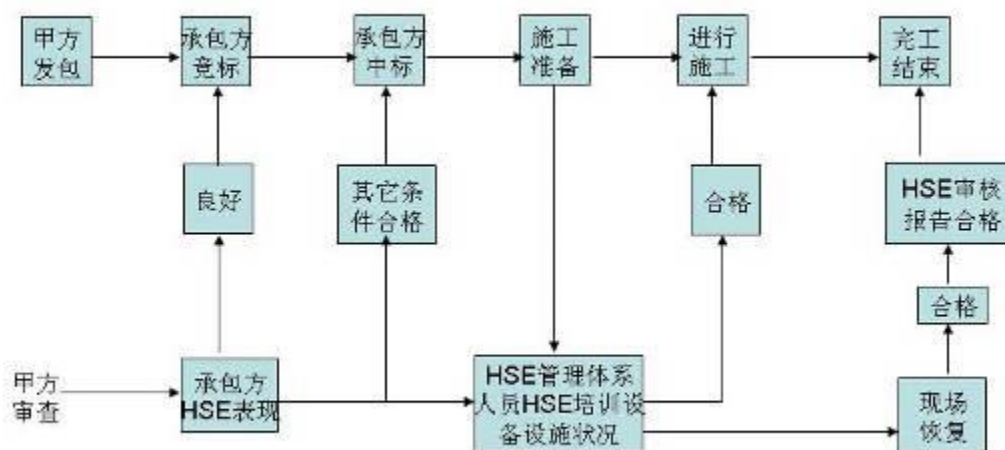 甲方
发包
承包方
竞标
承包方
中标
施工
准备
进行
施工
完工
结束
良好
其它条
件合格
合格
HSE审核
报告合格
合格
甲方
审查
承包方
HSE表现
HSE管理体系
人员HSE培训设
备设施状况
现场
恢复